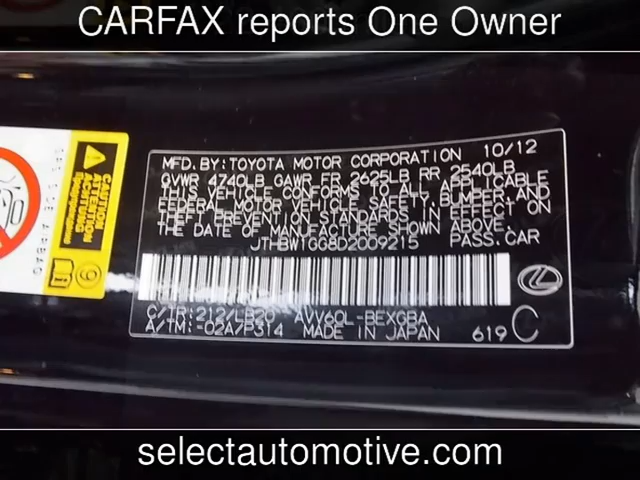 CARFAX reports One Owner
CAUTION
ATTENTION
ACHTUNG
MFD. BY: TOYOTA MOTOR CORPORATION 10/12
GVWR 4740LB GAWR FR 2625LB RR 2540LB
THIS VEHICLE CONFORMS TO ALL APPLICABLE
FEDERAL MOTOR VEHICLE SAFETY, BUMPER, AND
THEFT PREVENTION STANDARDS IN EFFECT ON
THE DATE OF MANUFACTURE SHOWN ABOVE.
JTHBW1GG8D2009215 PASS.CAR
C/TR:212/LB20 AVV60L-BEXGBA
A/TM:-02A/P314 MADE IN JAPAN 619 C
selectautomotive.com